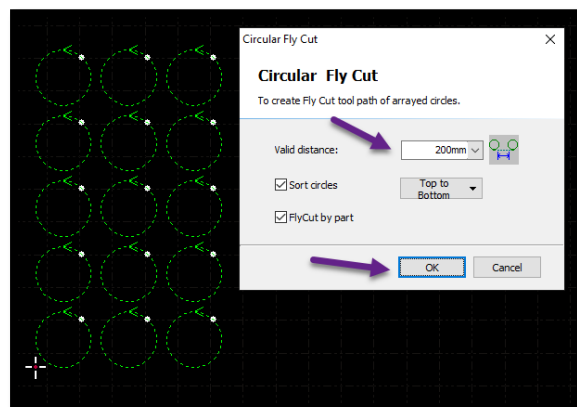 Circular Fly Cut
Circular Fly Cut
To create Fly Cut tool path of arrayed circles.
Valid distance:
200mm
Sort circles
Top to
Bottom
FlyCut by part
OK
Cancel